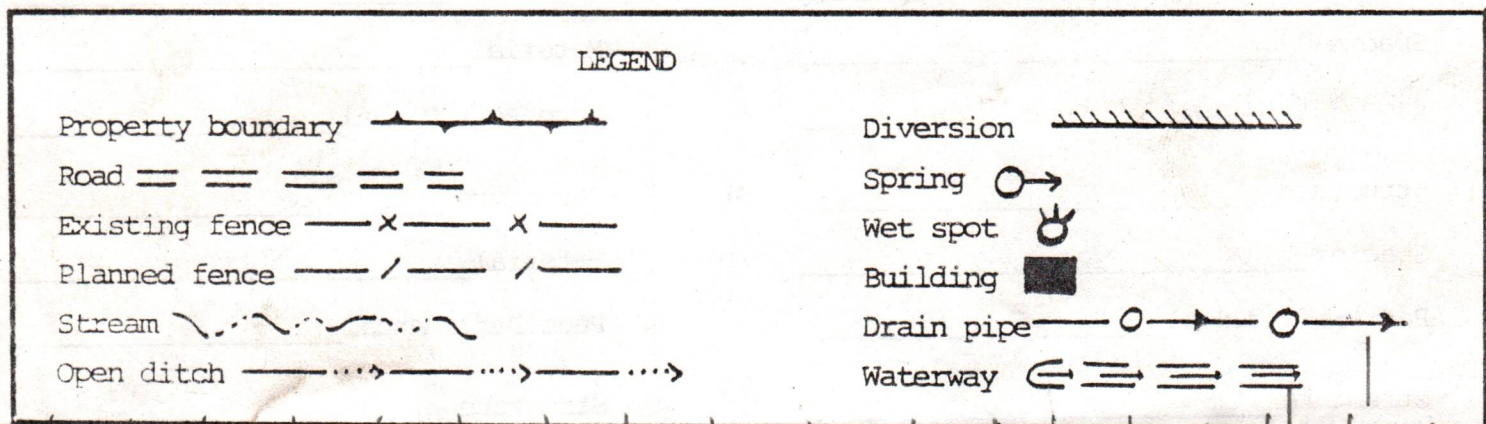 LEGEND
Property boundary
Road
Existing fence
Planned fence
Stream
Open ditch
Diversion
Spring
Wet spot
Building
Drain pipe
Waterway